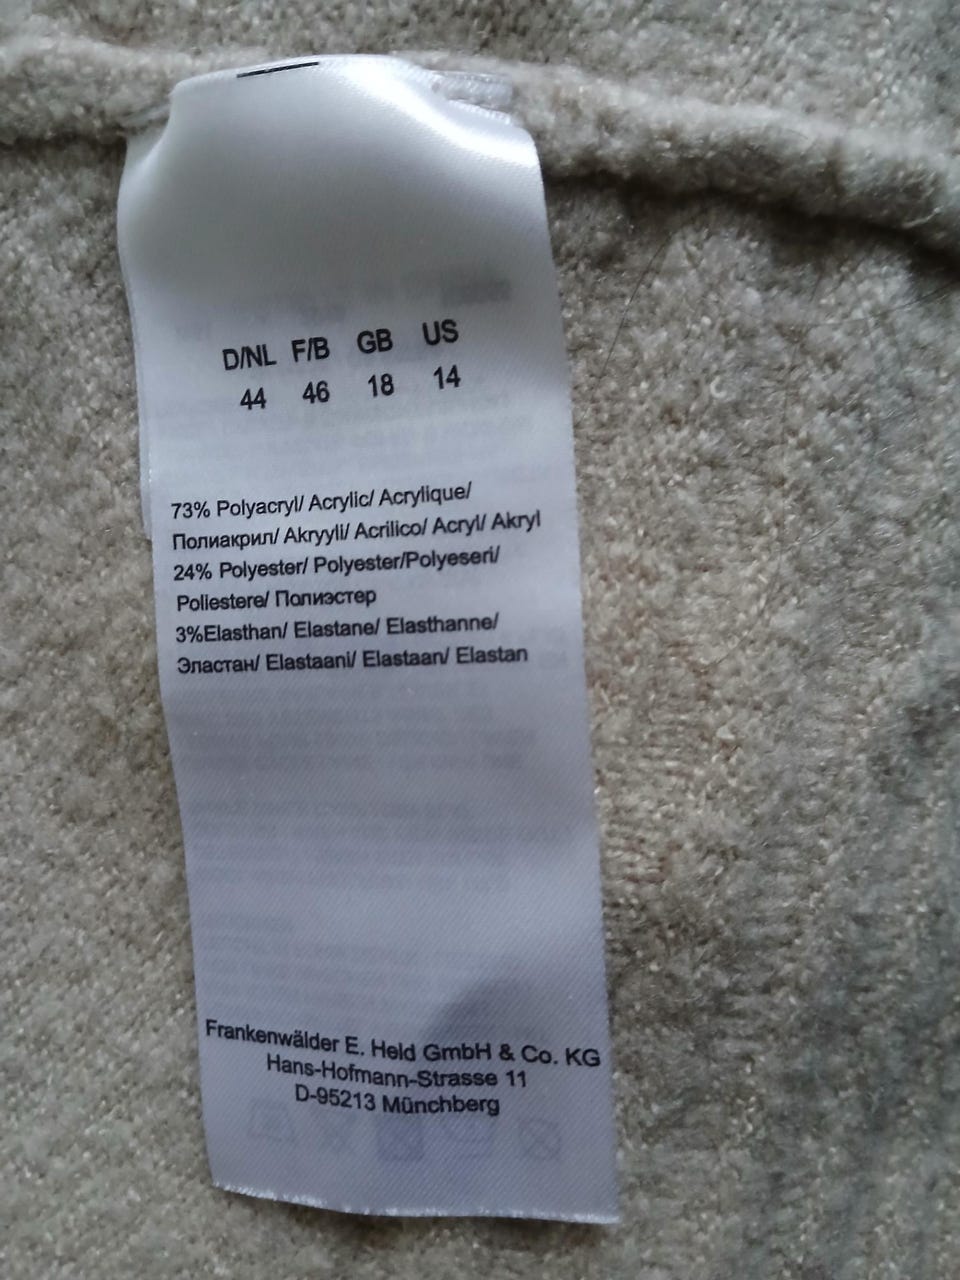 D/NL F/B GB US
44 46 18 14
73% Polyacryl/ Acrylic/ Acrylique/
Полиакрил/ Akryyli/ Acrilico/ Acryl/ Akryl
24% Polyester/ Polyester/Polyeseri/
Poliestere/ Полиэстер
3%Elasthan/ Elastane/ Elasthanne/
Эластан/ Elastaani/ Elastaan/ Elastan
Frankenwälder E. Held GmbH & Co. KG
Hans-Hofmann-Strasse 11
D-95213 Münchberg